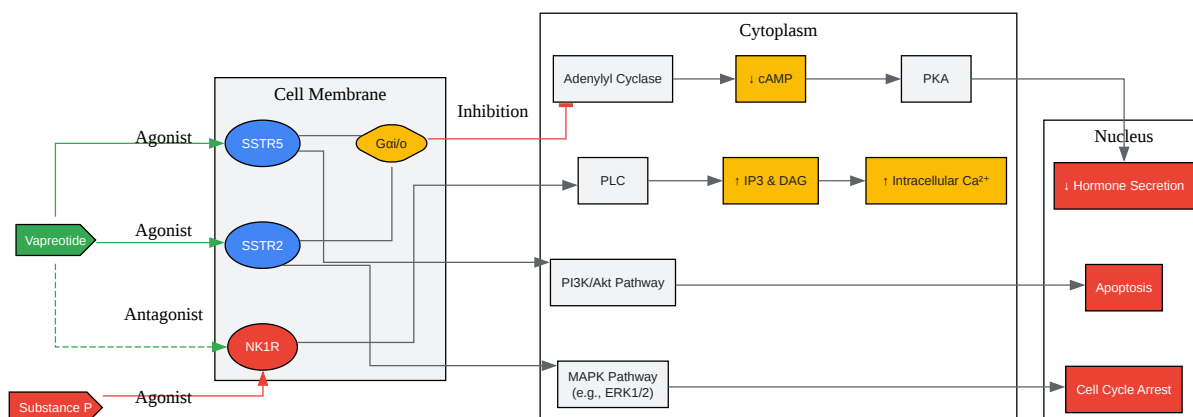 Cytoplasm
Cell Membrane
Nucleus
Agonist
Inhibition
Adenylyl Cyclase
↓ cAMP
PKA
SSTR5
Gαi/o
PLC
↑ IP3 & DAG
↑ Intracellular Ca²⁺
↓ Hormone Secretion
Vapreotide
Agonist
SSTR2
PI3K/Akt Pathway
Apoptosis
Antagonist
NK1R
MAPK Pathway
(e.g., ERK1/2)
Cell Cycle Arrest
Substance P
Agonist